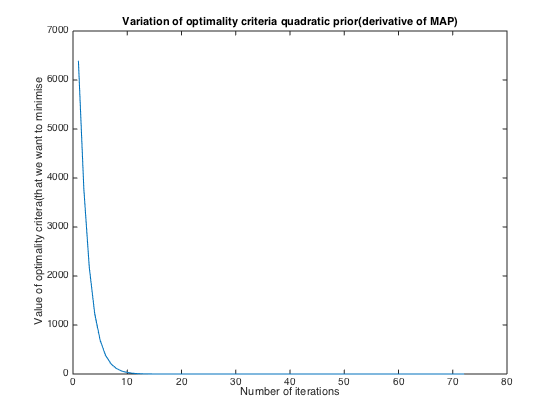 Variation of optimality criteria quadratic prior(derivative of MAP)
Value of optimality critera(that we want to minimise
7000
6000
5000
4000
3000
2000
1000
0
0 10 20 30 40 50 60 70 80
Number of iterations